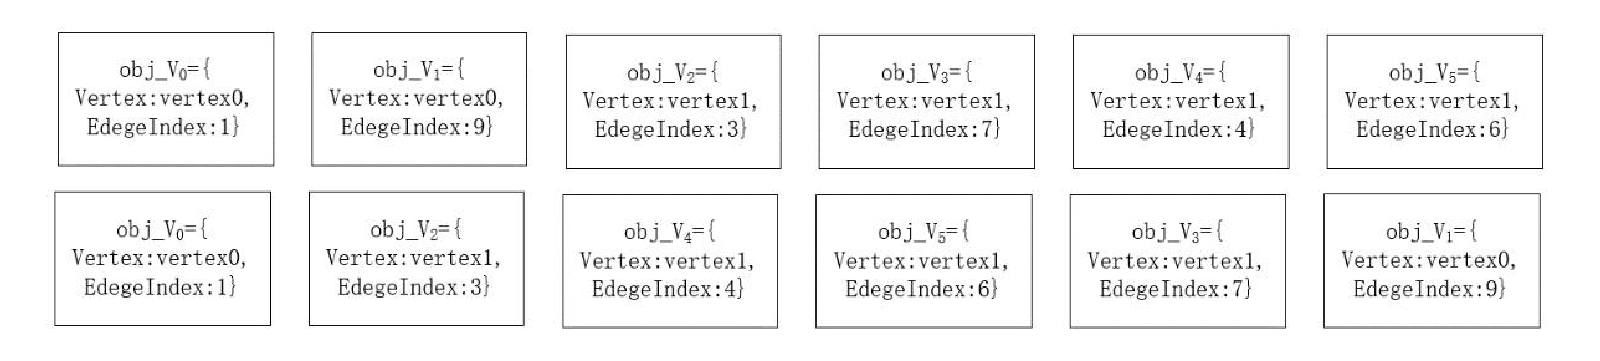 obj_V₀={
Vertex:vertex0,
EdegeIndex:1}
obj_V₁={
Vertex:vertex0,
EdegeIndex:9}
obj_V₂={
Vertex:vertex1,
EdegeIndex:3}
obj_V₃={
Vertex:vertex1,
EdegeIndex:7}
obj_V₄={
Vertex:vertex1,
EdegeIndex:4}
obj_V₅={
Vertex:vertex1,
EdegeIndex:6}
obj_V₀={
Vertex:vertex0,
EdegeIndex:1}
obj_V₂={
Vertex:vertex1,
EdegeIndex:3}
obj_V₄={
Vertex:vertex1,
EdegeIndex:4}
obj_V₅={
Vertex:vertex1,
EdegeIndex:6}
obj_V₃={
Vertex:vertex1,
EdegeIndex:7}
obj_V₁={
Vertex:vertex0,
EdegeIndex:9}